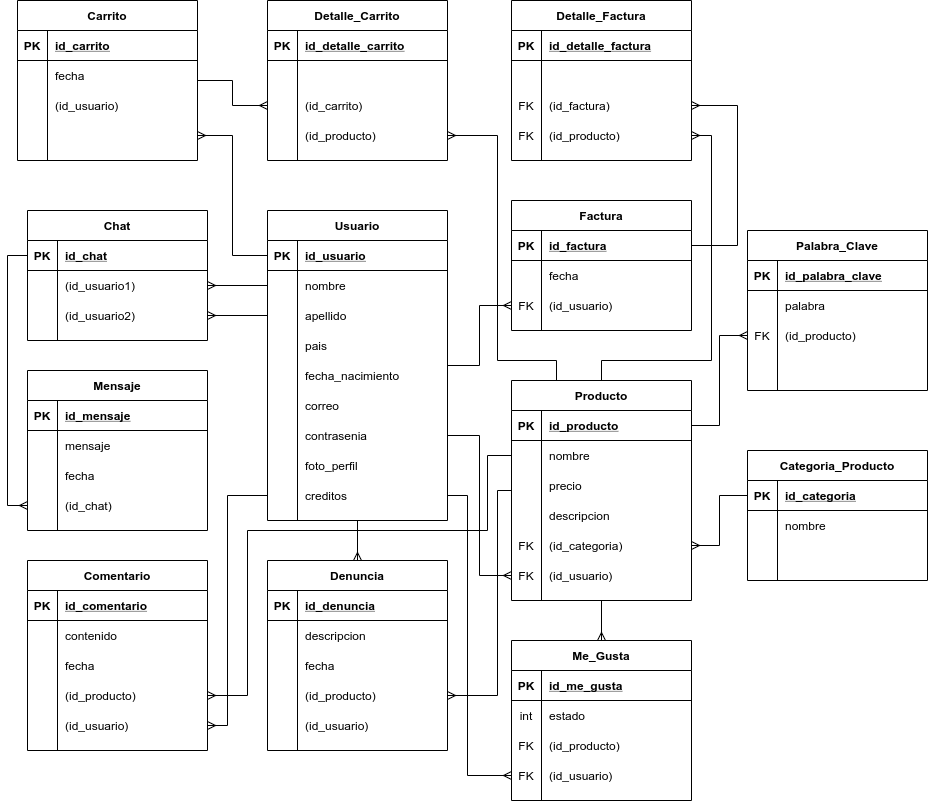 Carrito
PK id_carrito
fecha
(id_usuario)
Detalle_Carrito
PK id_detalle_carrito
(id_carrito)
(id_producto)
Detalle_Factura
PK id_detalle_factura
FK (id_factura)
FK (id_producto)
Chat
PK id_chat
(id_usuario1)
(id_usuario2)
Usuario
PK id_usuario
nombre
apellido
pais
fecha_nacimiento
correo
contrasenia
foto_perfil
creditos
Factura
PK id_factura
fecha
FK (id_usuario)
Palabra_Clave
PK id_palabra_clave
palabra
FK (id_producto)
Mensaje
PK id_mensaje
mensaje
fecha
(id_chat)
Producto
PK id_producto
nombre
precio
descripcion
FK (id_categoria)
FK (id_usuario)
Categoria_Producto
PK id_categoria
nombre
Comentario
PK id_comentario
contenido
fecha
(id_producto)
(id_usuario)
Denuncia
PK id_denuncia
descripcion
fecha
(id_producto)
(id_usuario)
Me_Gusta
PK id_me_gusta
int estado
FK (id_producto)
FK (id_usuario)